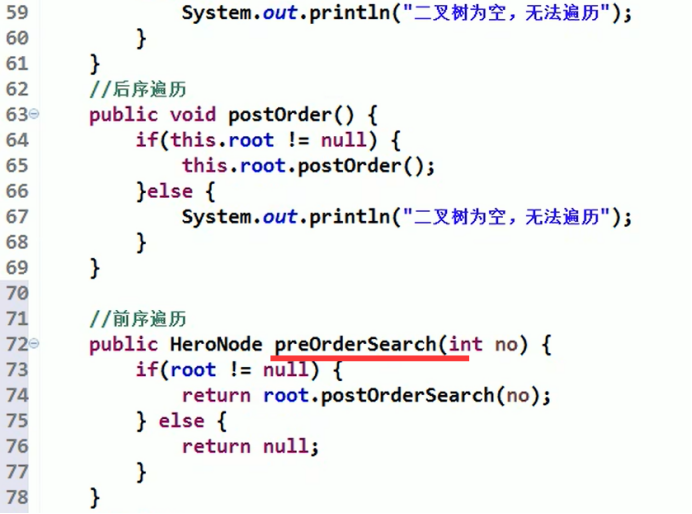 59 System.out.println("二叉树为空，无法遍历");
60 }
61 }
62 //后序遍历
63 public void postOrder() {
64 if(this.root != null) {
65 this.root.postOrder();
66 }else {
67 System.out.println("二叉树为空，无法遍历");
68 }
69 }
70
71 //前序遍历
72 public HeroNode preOrderSearch(int no) {
73 if(root != null) {
74 return root.postOrderSearch(no);
75 } else {
76 return null;
77 }
78 }